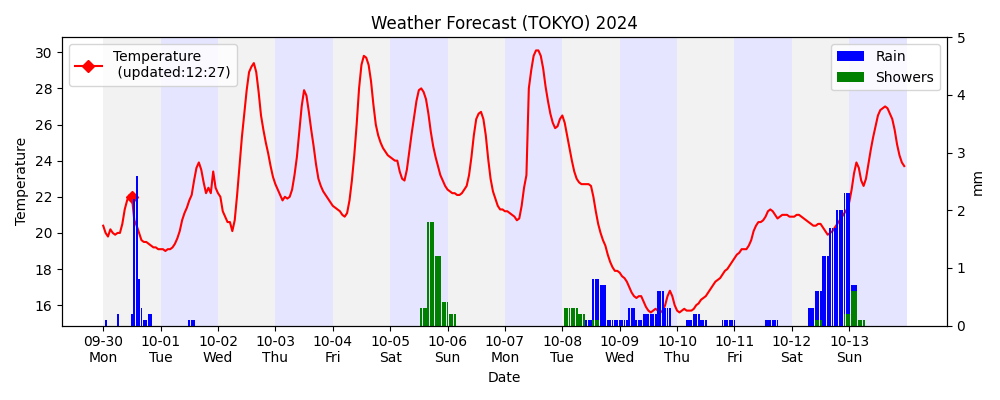 Weather Forecast (TOKYO) 2024
Temperature
(updated:12:27)
Rain
Showers
Temperature
30
28
26
24
22
20
18
16
5
4
3
2
1
0
mm
09-30 10-01 10-02 10-03 10-04 10-05 10-06 10-07 10-08 10-09 10-10 10-11 10-12 10-13
Mon Tue Wed Thu Fri Sat Sun Mon Tue Wed Thu Fri Sat Sun
Date